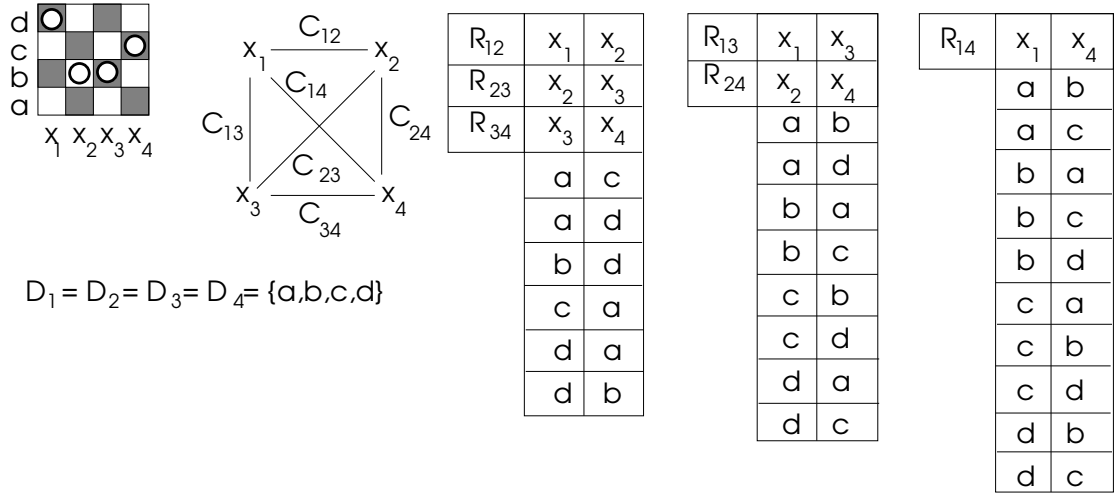 d
c
b
a
x1 x2 x3 x4
C12
x1 x2
C14
C13 C24
C23
x3 x4
C34
D1 = D2 = D3 = D4 = {a,b,c,d}
R12 x1 x2
R23 x2 x3
R34 x3 x4
a c
a d
b d
c a
d a
d b
R13 x1 x3
R24 x2 x4
a b
a d
b a
b c
c b
c d
d a
d c
R14 x1 x4
a b
a c
b a
b c
b d
c a
c b
c d
d b
d c